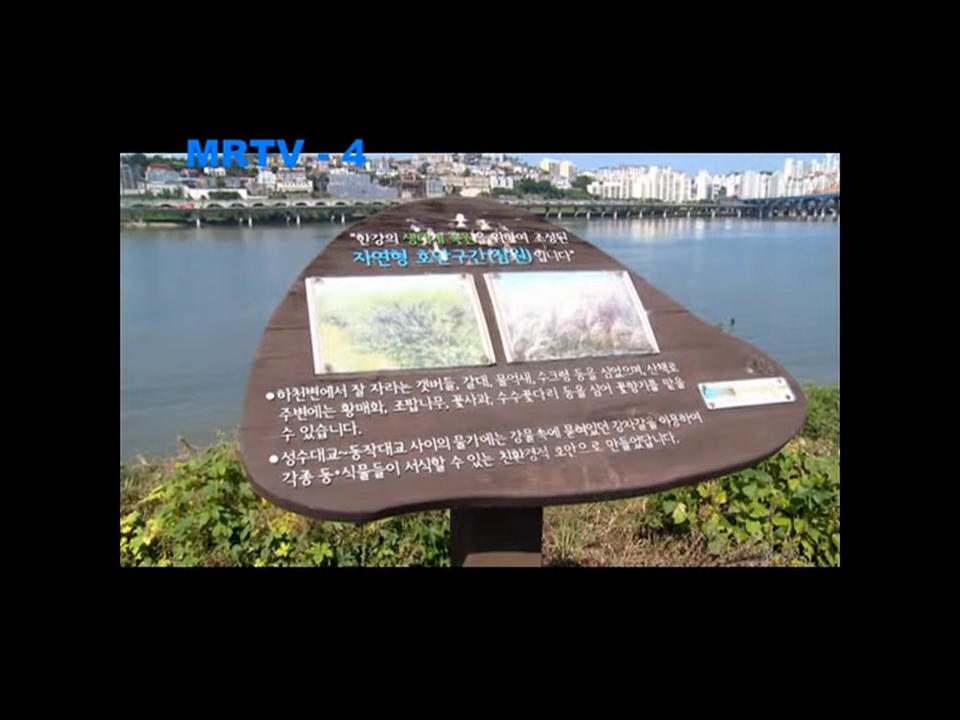 MRTV - 4
"한강의 생태계 복원을 위하여 조성된
자연형 호안구간(잠원)입니다"
하천변에서 잘 자라는 갯버들, 갈대, 물억새, 수크령 등을 심었으며, 산책로
주변에는 황매화, 조팝나무, 꽃사과, 수수꽃다리 등을 심어 꽃향기를 맡을
수 있습니다.
성수대교~동작대교 사이의 물가에는 강물속에 묻혀있던 강자갈을 이용하여
각종 동•식물들이 서식할 수 있는 친환경적 호안으로 만들었답니다.